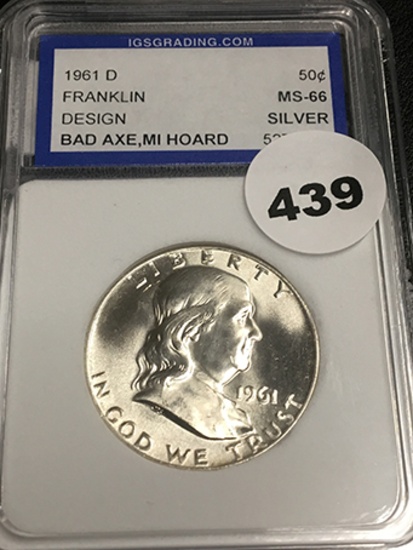 IGSGRADING.COM
1961 D 50¢
FRANKLIN MS-66
DESIGN SILVER
BAD AXE,MI HOARD
439
LIBERTY
1961
IN GOD WE TRUST